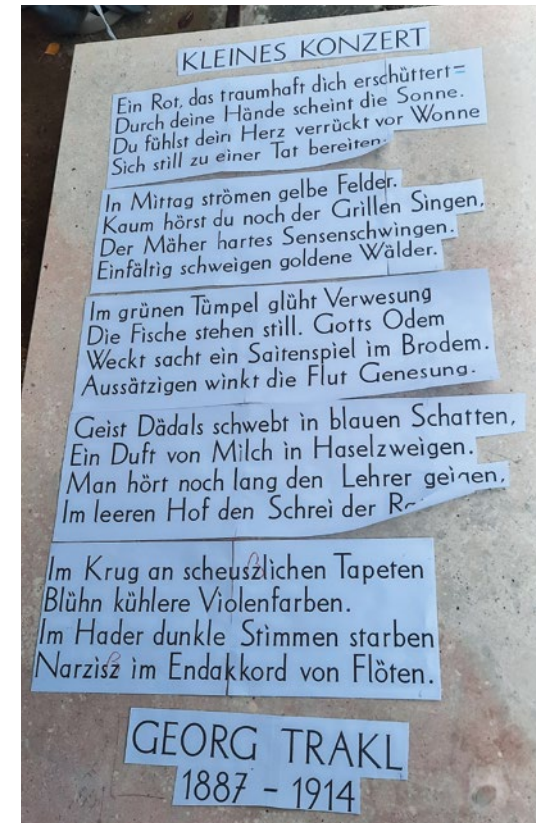 KLEINES KONZERT
Ein Rot, das traumhaft dich erschüttert=
Durch deine Hände scheint die Sonne.
Du fühlst dein Herz verrückt vor Wonne
Sich still zu einer Tat bereiten.
In Mittag strömen gelbe Felder.
Kaum hörst du noch der Grillen Singen,
Der Mäher hartes Sensenschwingen.
Einfältig schweigen goldene Wälder.
Im grünen Tümpel glüht Verwesung
Die Fische stehen still. Gotts Odem
Weckt sacht ein Saitenspiel im Brodem.
Aussätzigen winkt die Flut Genesung.
Geist Dädals schwebt in blauen Schatten,
Ein Duft von Milch in Haselzweigen.
Man hört noch lang den Lehrer geigen,
Im leeren Hof den Schrei der
Im Krug an scheuszlichen Tapeten
Blühn kühlere Violenfarben.
Im Hader dunkle Stimmen starben
Narzisz im Endakkord von Flöten.
GEORG TRAKL
1887 - 1914